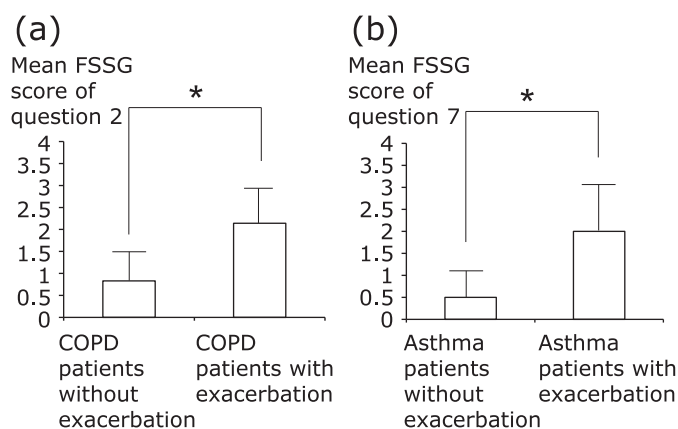 (a)
Mean FSSG
score of
question 2
*
4
3.5
3
2.5
2
1.5
1
0.5
0
COPD
patients
without
exacerbation
COPD
patients with
exacerbation
(b)
Mean FSSG
score of
question 7
*
4
3.5
3
2.5
2
1.5
1
0.5
0
Asthma
patients
without
exacerbation
Asthma
patients with
exacerbation